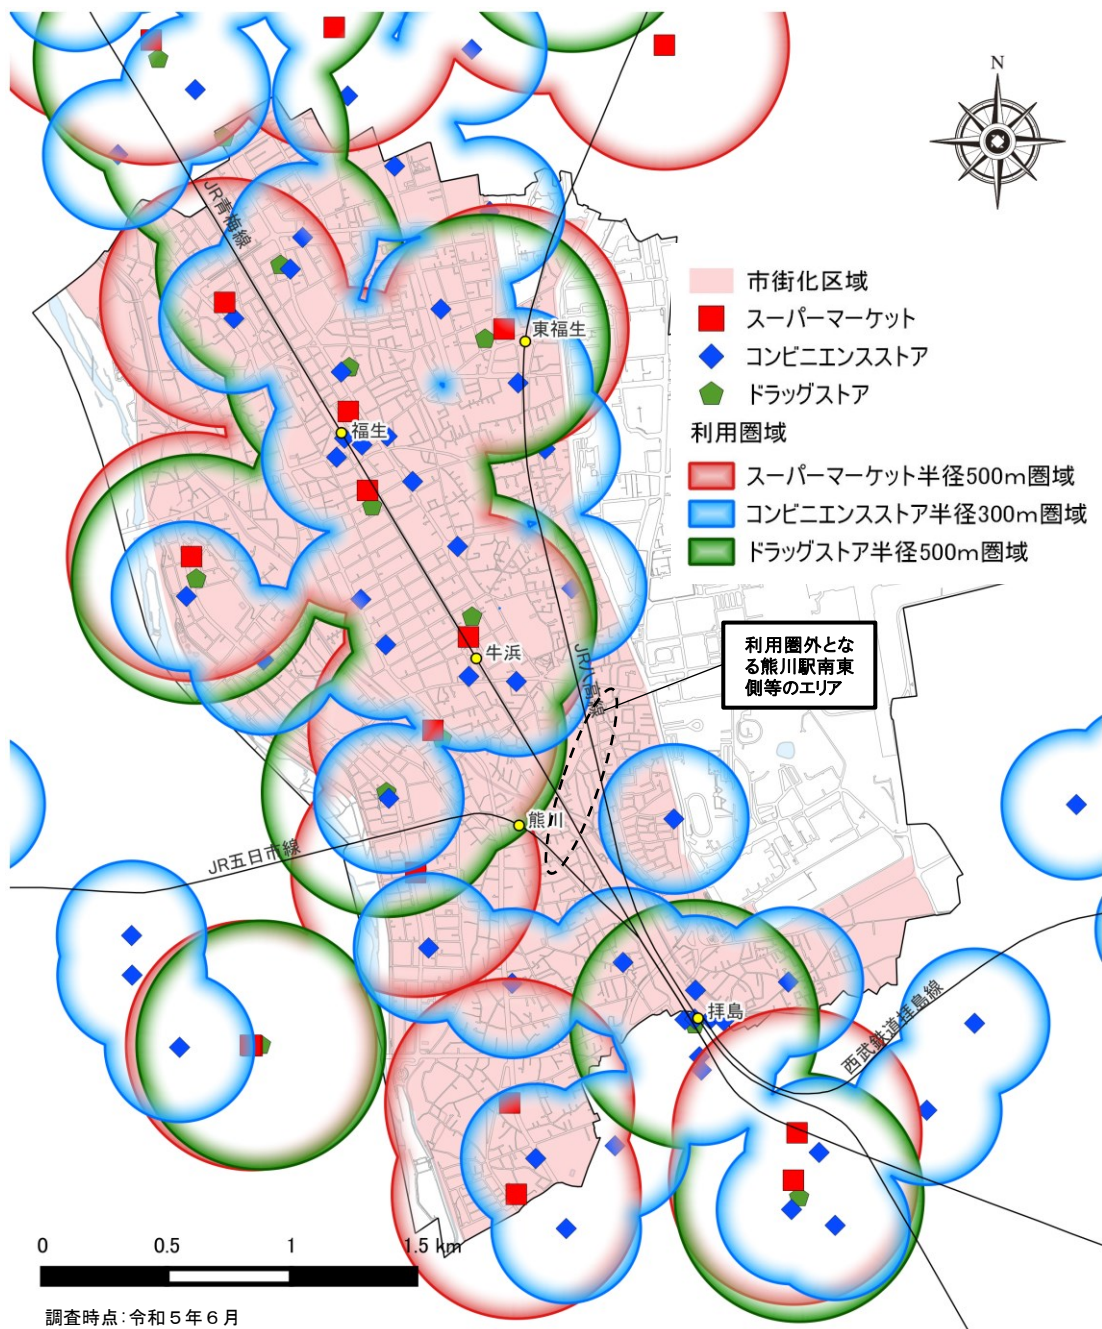 N
JR青梅線
市街化区域
スーパーマーケット
東福生
コンビニエンスストア
ドラッグストア
福生
利用圏域
スーパーマーケット半径500m圏域
コンビニエンスストア半径300m圏域
ドラッグストア半径500m圏域
牛浜
JR八高線
利用圏外とな
る熊川駅南東
側等のエリア
熊川
JR五日市線
拝島
西武鉄道拝島線
0 0.5 1 1.5 km
調査時点:令和5年6月